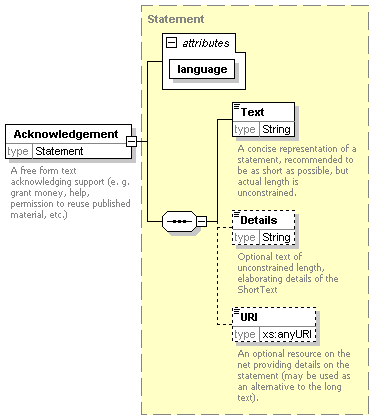 Statement
attributes
language
Acknowledgement
type Statement
A free form text
acknowledging support (e. g.
grant money, help,
permission to reuse published
material, etc.)
Text
type String
A concise representation of a
statement, recommended to
be as short as possible, but
actual length is
unconstrained.
Details
type String
Optional text of
unconstrained length,
elaborating details of the
ShortText
URI
type xs:anyURI
An optional resource on the
net providing details on the
statement (may be used as
an alternative to the long
text).